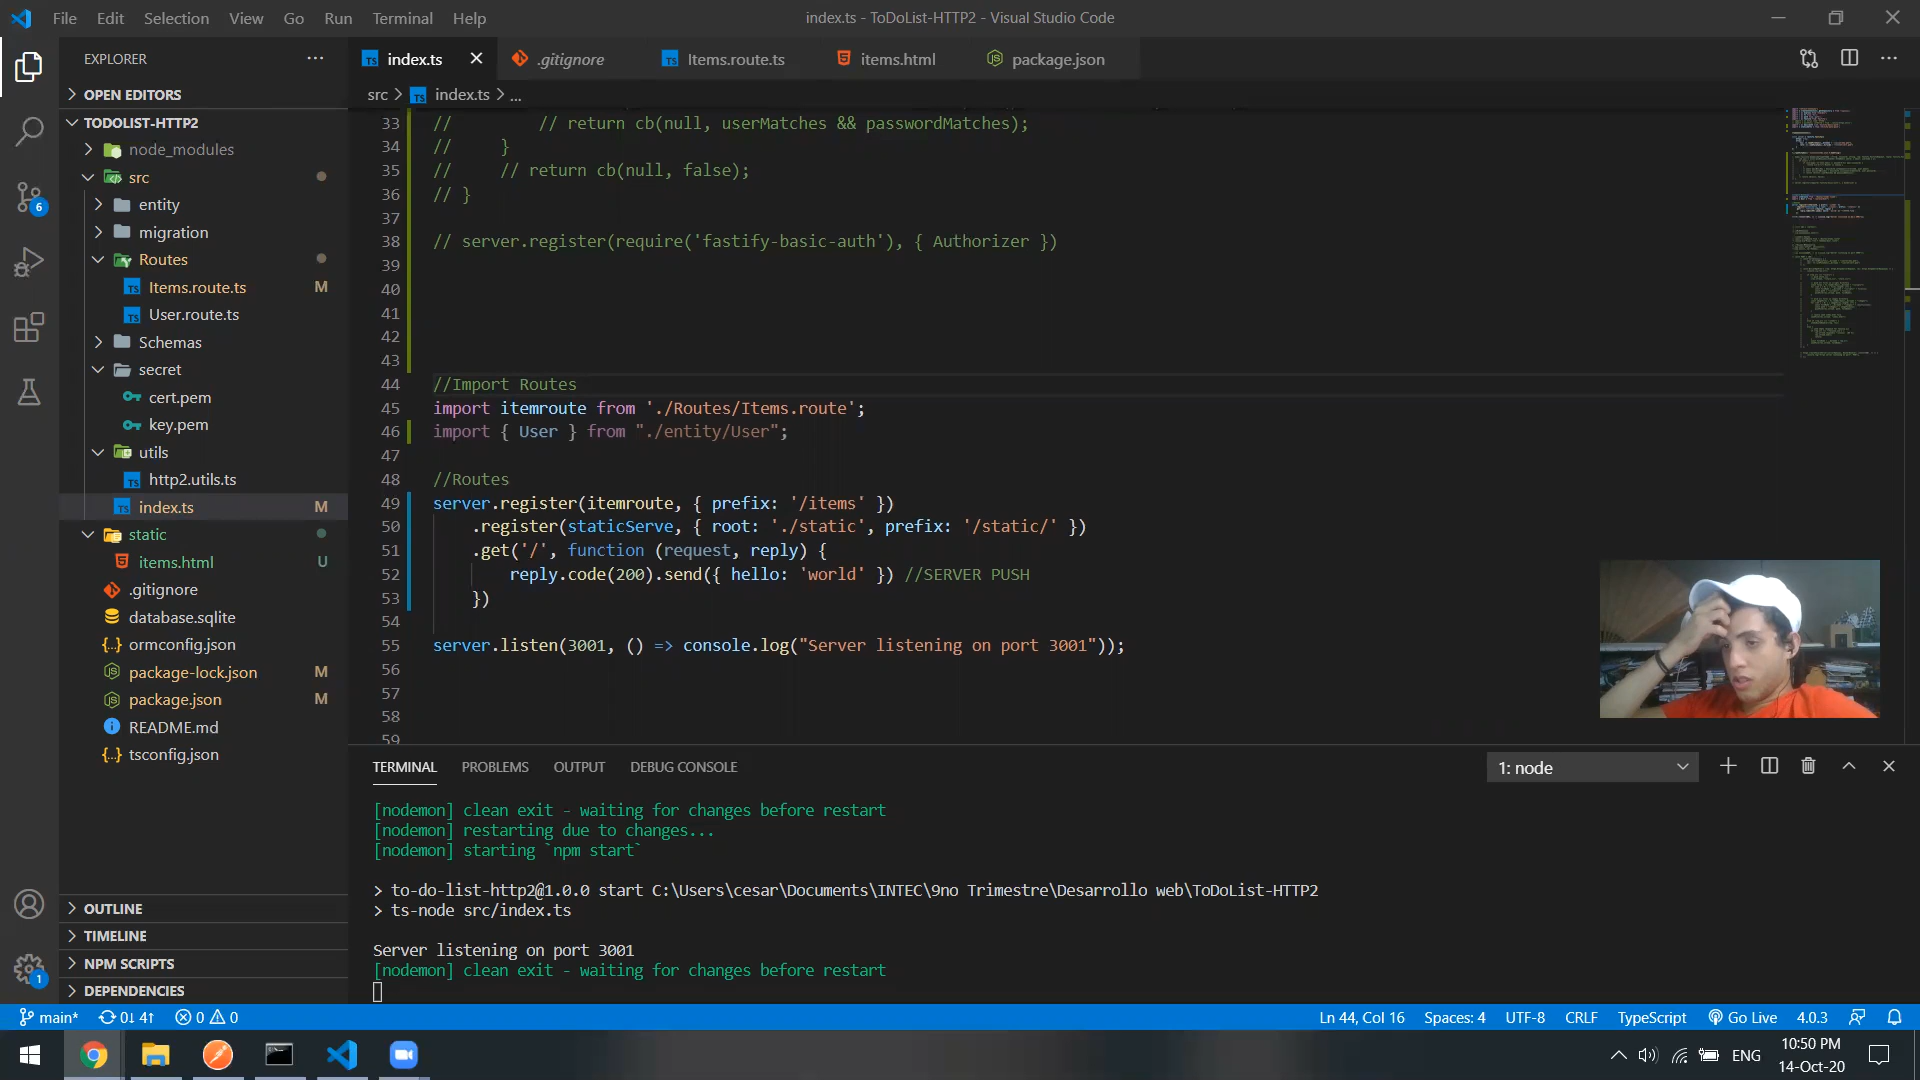 File Edit Selection View Go Run Terminal Help
index.ts - ToDoList-HTTP2 - Visual Studio Code
EXPLORER
OPEN EDITORS
TODOLIST-HTTP2
node_modules
src
entity
migration
Routes
Items.route.ts M
User.route.ts
Schemas
secret
cert.pem
key.pem
utils
http2.utils.ts
index.ts M
static
items.html U
.gitignore
database.sqlite
ormconfig.json
package-lock.json M
package.json M
README.md
tsconfig.json
OUTLINE
TIMELINE
NPM SCRIPTS
DEPENDENCIES
6
1
index.ts .gitignore Items.route.ts items.html package.json
src > index.ts > ...
33 // // return cb(null, userMatches && passwordMatches);
34 // }
35 // // return cb(null, false);
36 // }
37
38 // server.register(require('fastify-basic-auth'), { Authorizer })
39
40
41
42
43
44 //Import Routes
45 import itemroute from './Routes/Items.route';
46 import { User } from "./entity/User";
47
48 //Routes
49 server.register(itemroute, { prefix: '/items' })
50 .register(staticServe, { root: './static', prefix: '/static/' })
51 .get('/', function (request, reply) {
52 reply.code(200).send({ hello: 'world' }) //SERVER PUSH
53 })
54
55 server.listen(3001, () => console.log("Server listening on port 3001"));
56
57
58
59
TERMINAL PROBLEMS OUTPUT DEBUG CONSOLE
1: node
[nodemon] clean exit - waiting for changes before restart
[nodemon] restarting due to changes...
[nodemon] starting `npm start`
> to-do-list-http2@1.0.0 start C:\Users\cesar\Documents\INTEC\9no Trimestre\Desarrollo web\ToDoList-HTTP2
> ts-node src/index.ts
Server listening on port 3001
[nodemon] clean exit - waiting for changes before restart
main* 0↓ 4↑ 0 0
Ln 44, Col 16 Spaces: 4 UTF-8 CRLF TypeScript Go Live 4.0.3
ENG
10:50 PM
14-Oct-20